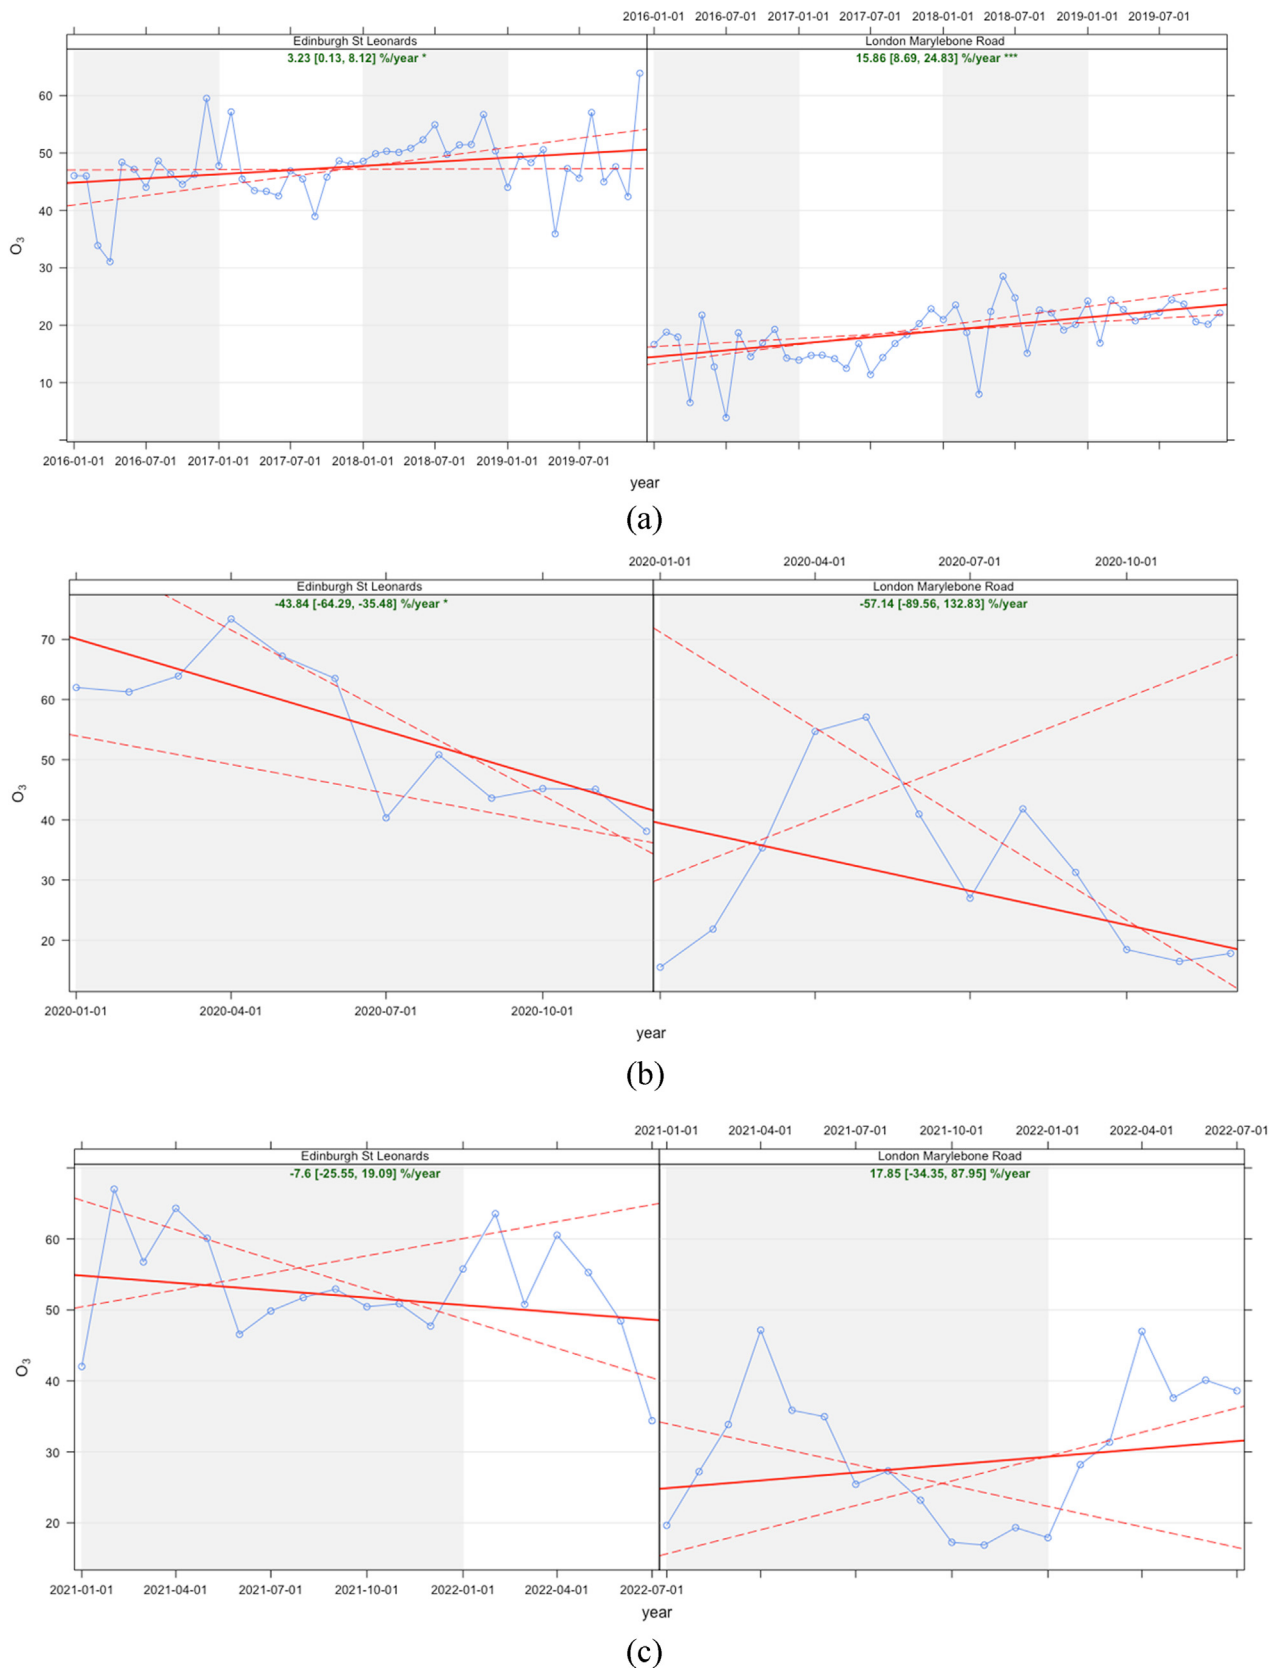 2016-01-01 2016-07-01 2017-01-01 2017-07-01 2018-01-01 2018-07-01 2019-01-01 2019-07-01
Edinburgh St Leonards London Marylebone Road
3.23 [0.13, 8.12] %/year * 15.86 [8.69, 24.83] %/year ***
60
50
40
O3
30
20
10
2016-01-01 2016-07-01 2017-01-01 2017-07-01 2018-01-01 2018-07-01 2019-01-01 2019-07-01
year
(a)
2020-01-01 2020-04-01 2020-07-01 2020-10-01
Edinburgh St Leonards London Marylebone Road
-43.84 [-64.29, -35.48] %/year * -57.14 [-89.56, 132.83] %/year
70
60
50
O3
40
30
20
2020-01-01 2020-04-01 2020-07-01 2020-10-01
year
(b)
2021-01-01 2021-04-01 2021-07-01 2021-10-01 2022-01-01 2022-04-01 2022-07-01
Edinburgh St Leonards London Marylebone Road
-7.6 [-25.55, 19.09] %/year 17.85 [-34.35, 87.95] %/year
60
50
O3
40
30
20
2021-01-01 2021-04-01 2021-07-01 2021-10-01 2022-01-01 2022-04-01 2022-07-01
year
(c)